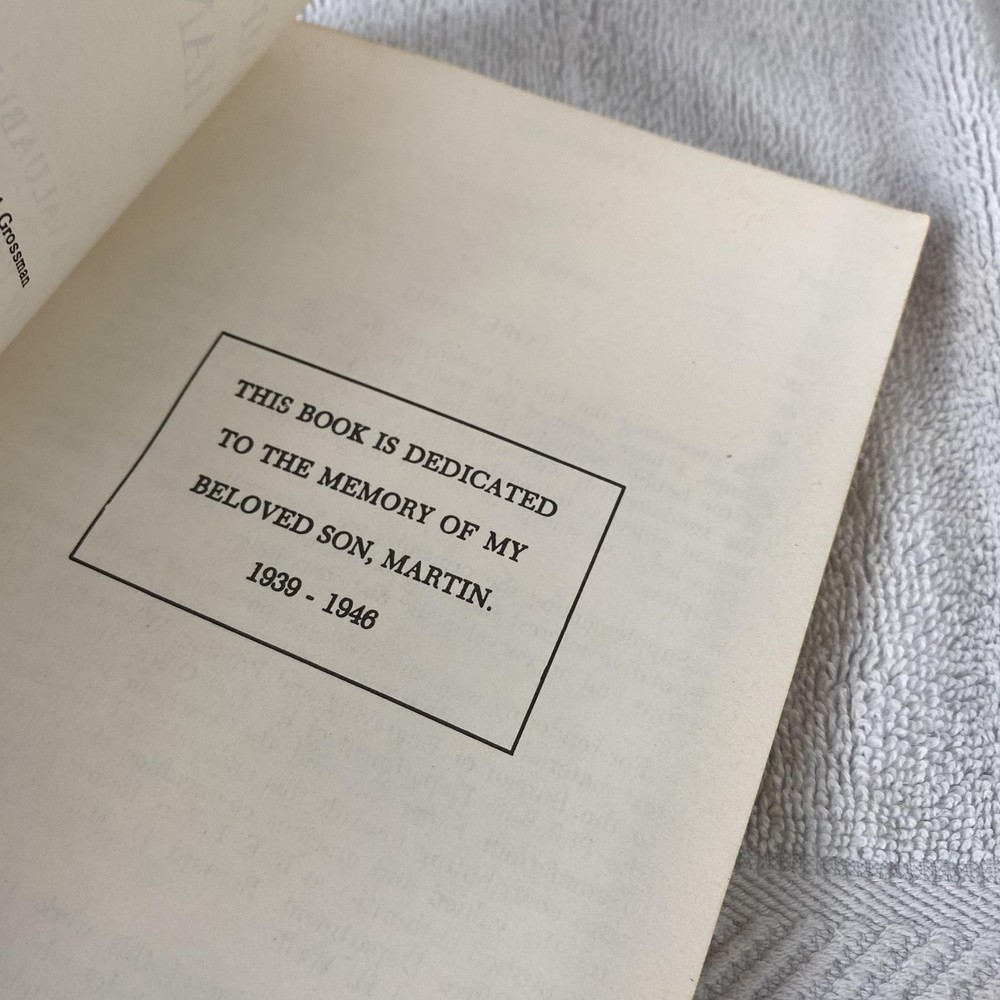 Grossman
THIS BOOK IS DEDICATED
TO THE MEMORY OF MY
BELOVED SON, MARTIN.
1939 - 1946